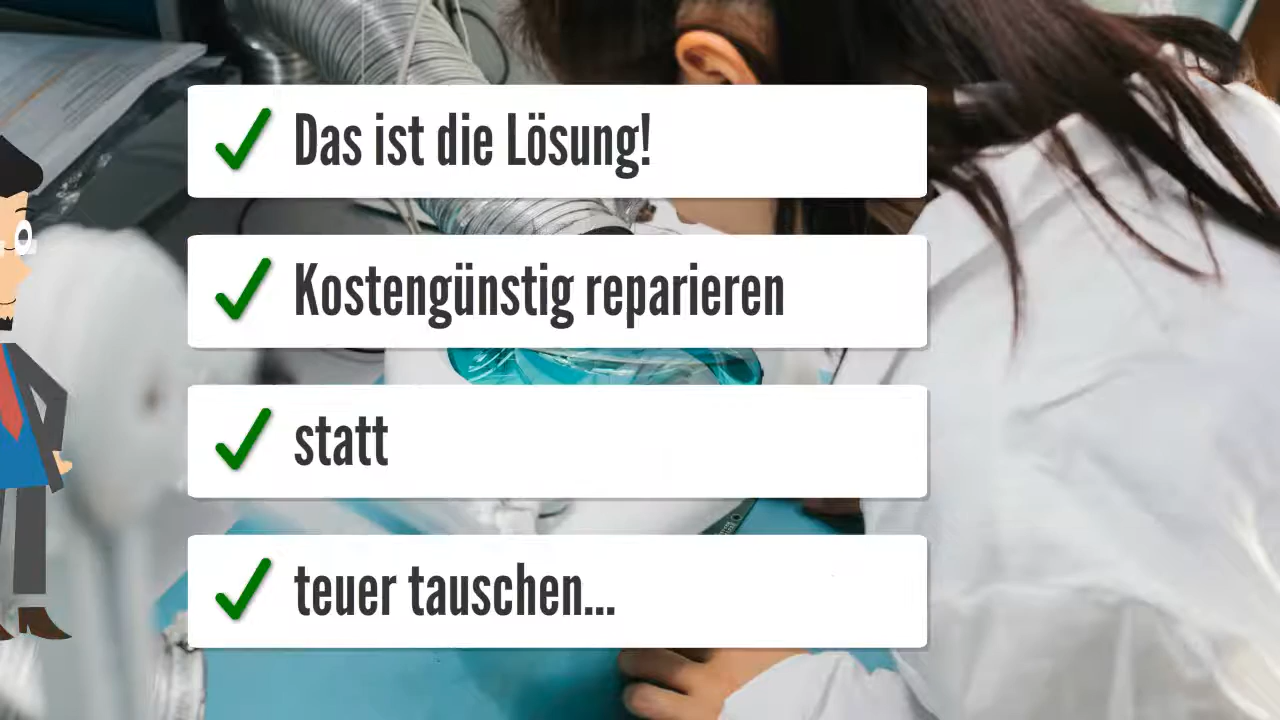 Das ist die Lösung!
Kostengünstig reparieren
statt
teuer tauschen...